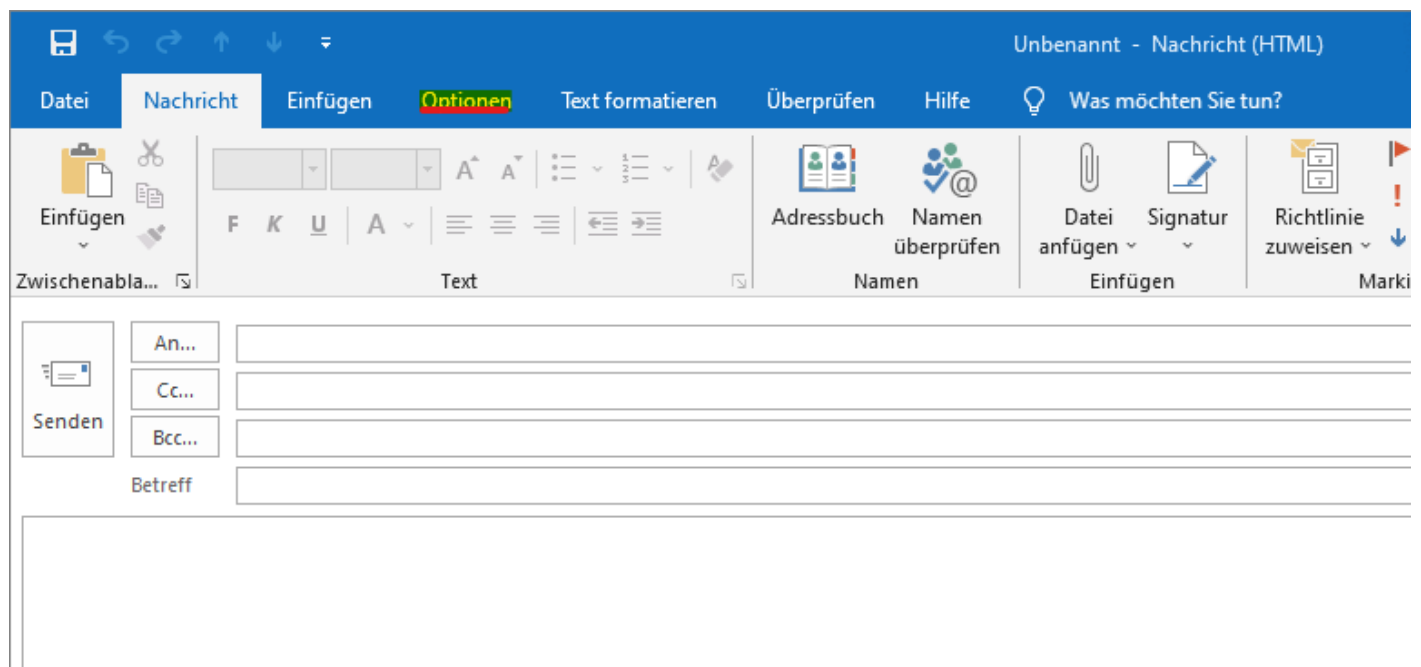 Unbenannt - Nachricht (HTML)
Datei Nachricht Einfügen Optionen Text formatieren Überprüfen Hilfe Was möchten Sie tun?
Einfügen
F K U A
Adressbuch Namen überprüfen
Datei anfügen Signatur
Richtlinie zuweisen
Zwischenabla... Text Namen Einfügen Marki
An...
Cc...
Senden
Bcc...
Betreff